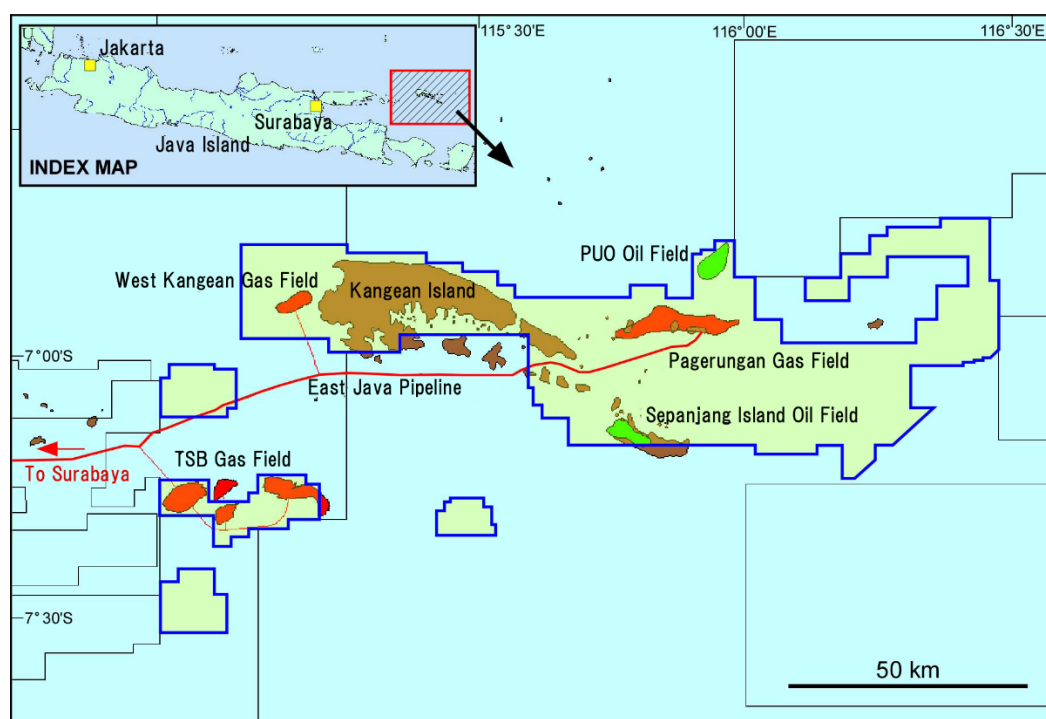 115°30'E
116°00'E
116°30'E
Jakarta
Surabaya
Java Island
INDEX MAP
PUO Oil Field
West Kangean Gas Field
Kangean Island
7°00'S
Pagerungan Gas Field
East Java Pipeline
Sepanjang Island Oil Field
To Surabaya
TSB Gas Field
7°30'S
50 km